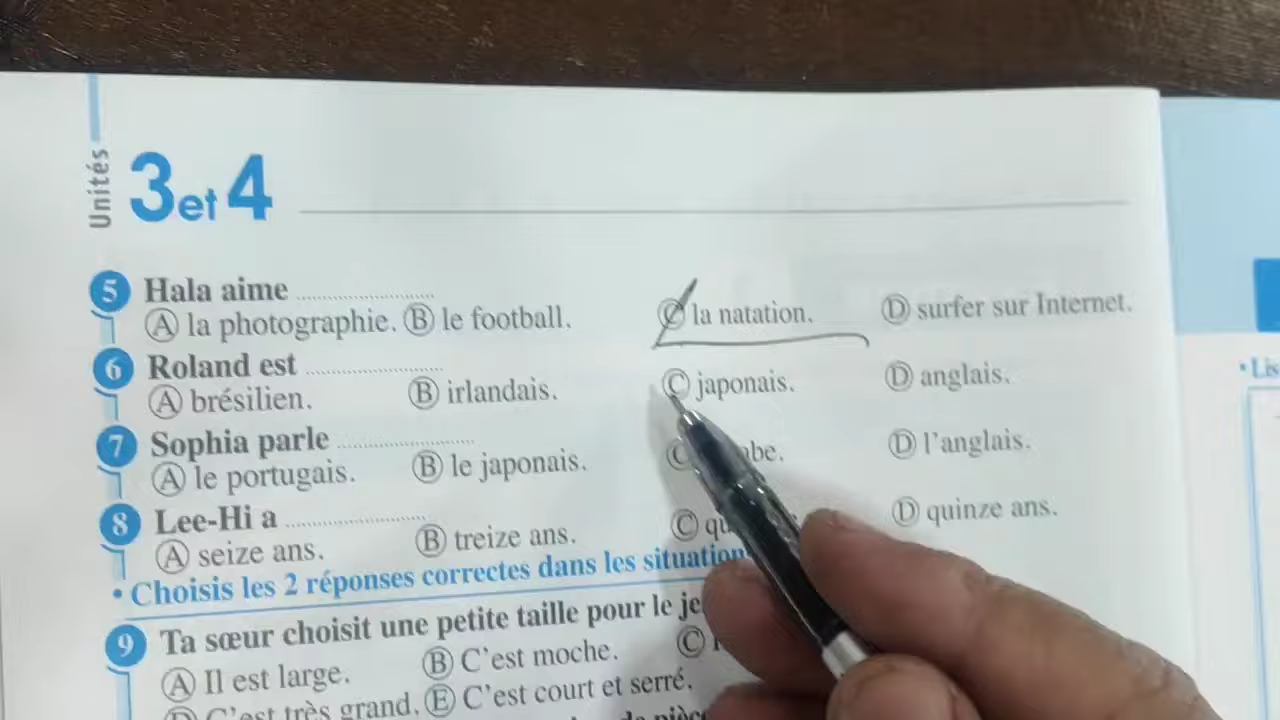 Unités
3 et 4
5 Hala aime ........................
A la photographie. B le football. C la natation. D surfer sur Internet.
6 Roland est ........................
A brésilien. B irlandais. C japonais. D anglais.
7 Sophia parle ........................
A le portugais. B le japonais. D l'anglais.
8 Lee-Hi a ........................
A seize ans. B treize ans. C D quinze ans.
• Choisis les 2 réponses correctes dans les
9 Ta sœur choisit une petite taille pour le
A Il est large. B C'est moche. C
D C'est très grand. E C'est court et serré.
• Lis